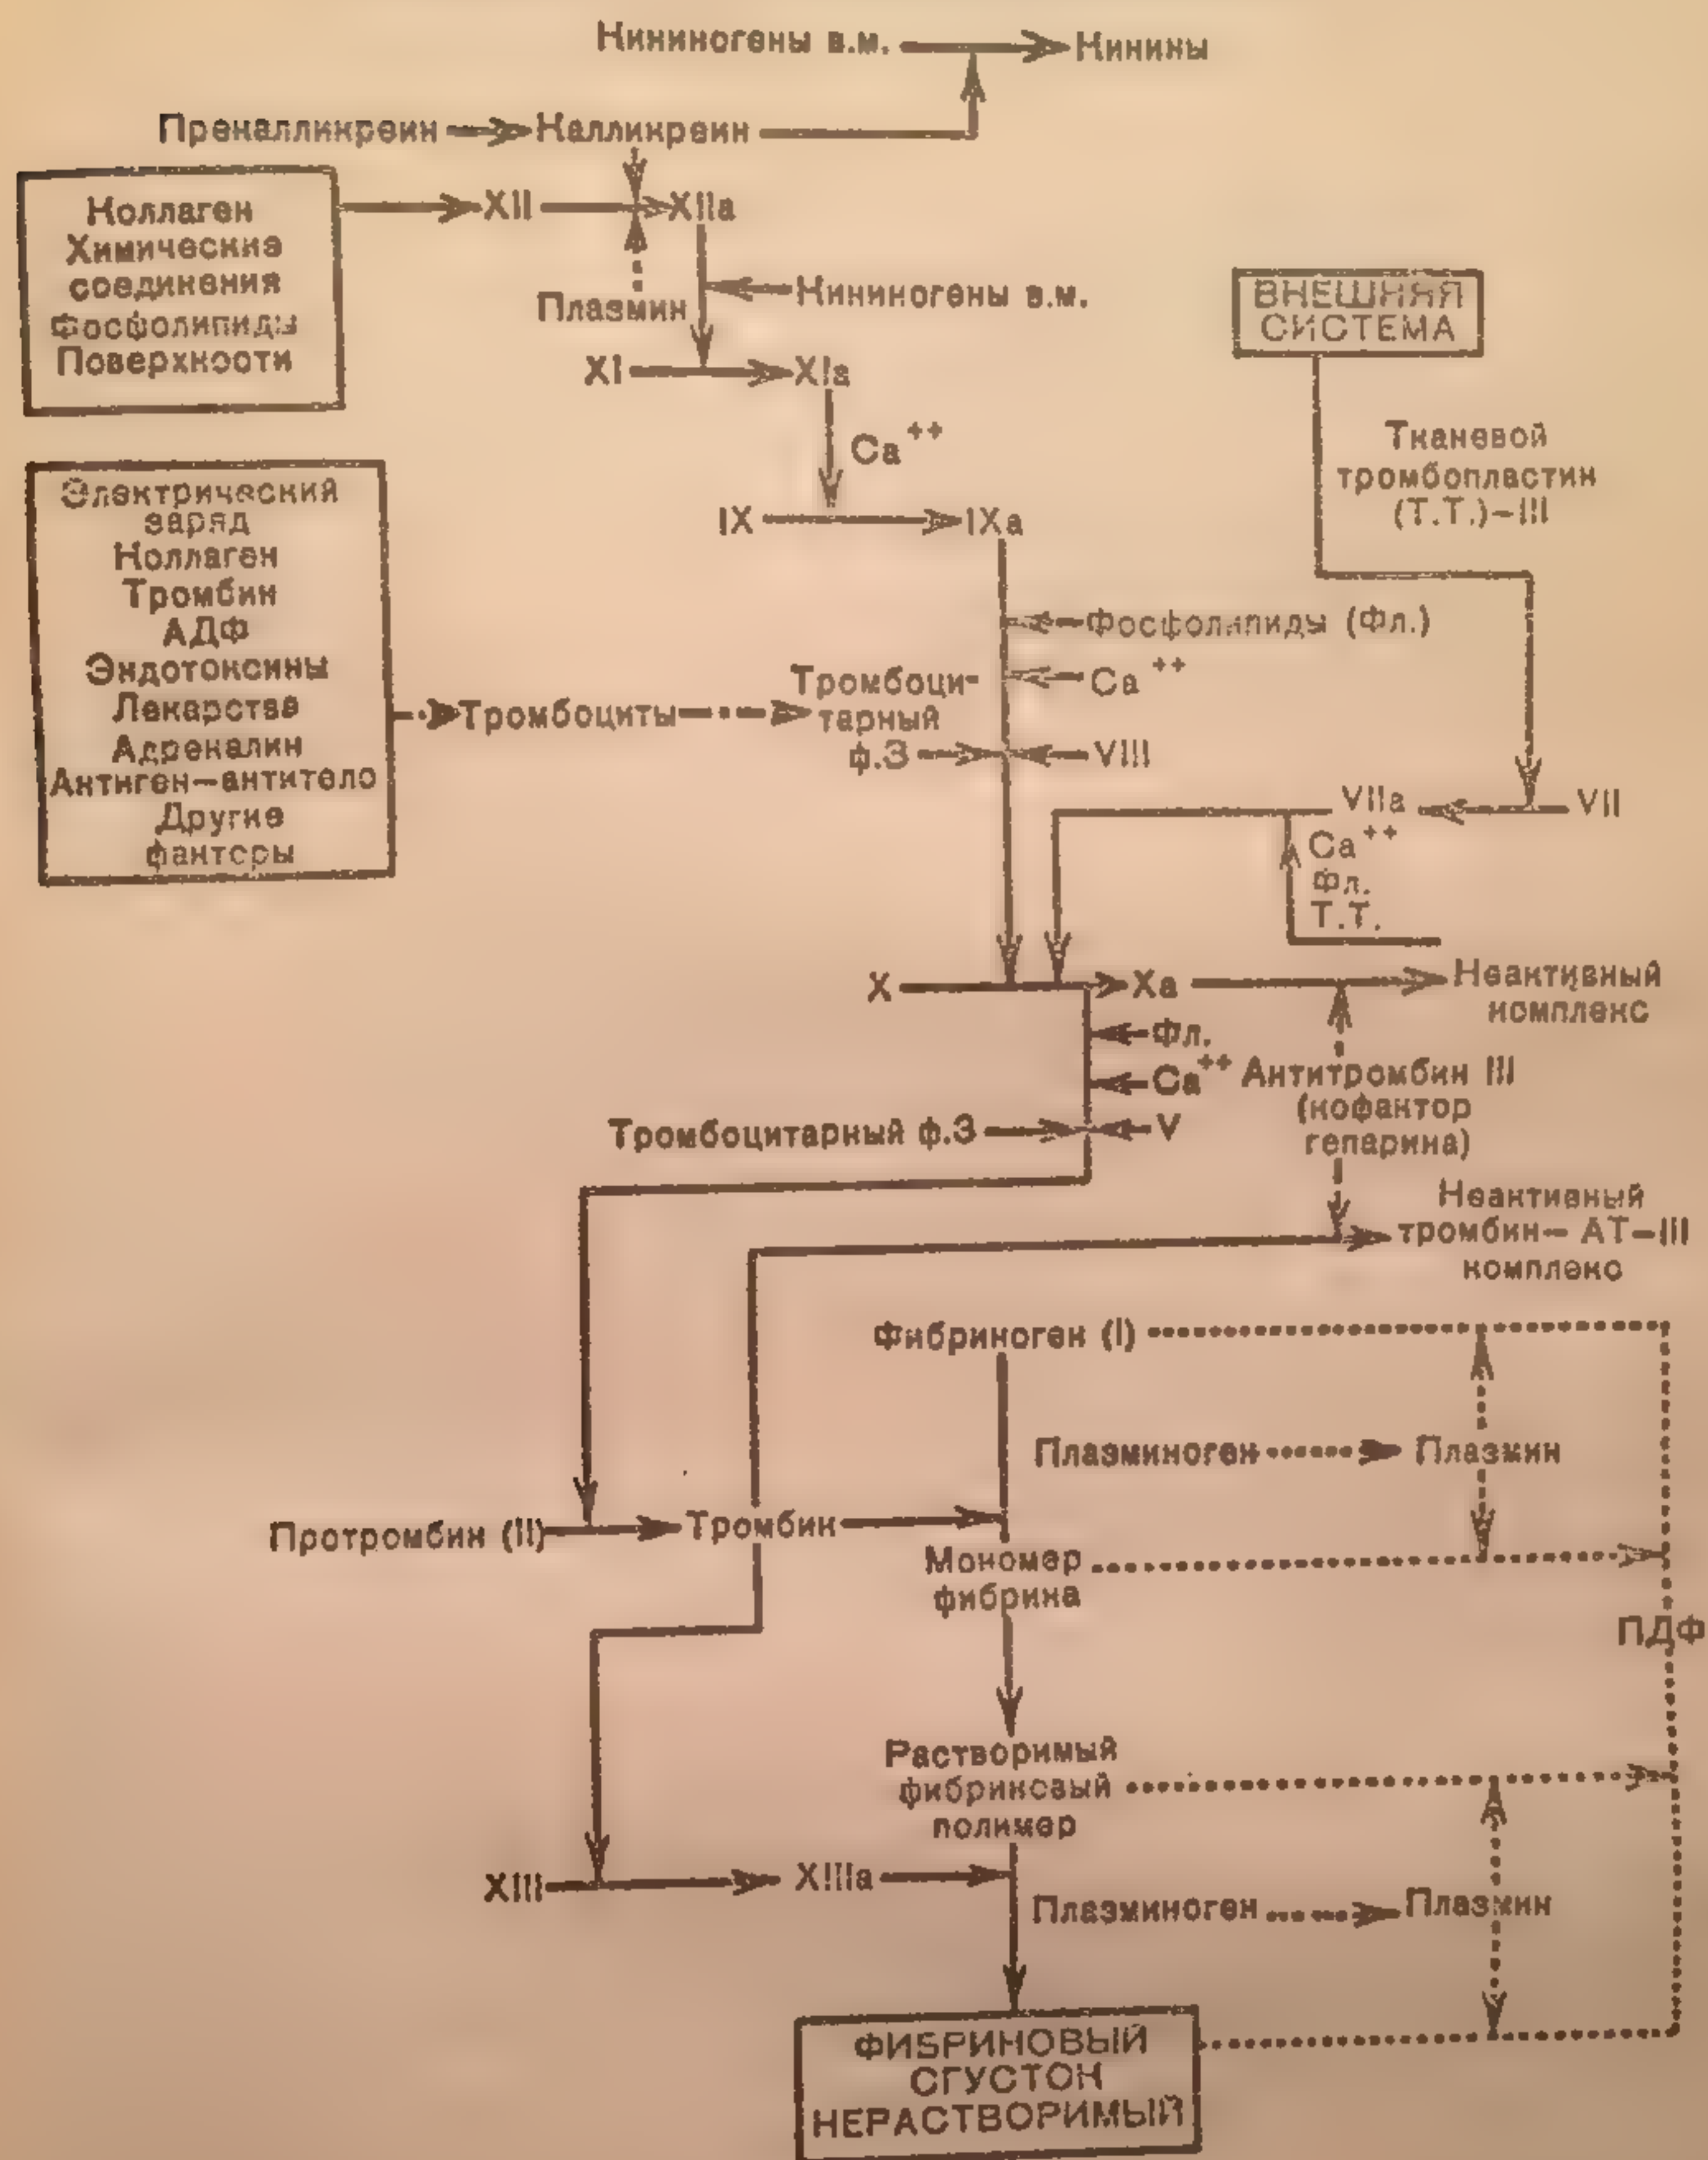 Кининогены в.м.
Кинины
Прекалликреин
Калликреин
Коллаген
Химические
соединения
Фосфолипиды
Поверхности
XII
XIIa
Плазмин
Кининогены в.м.
XI
XIa
ВНЕШНЯЯ
СИСТЕМА
Ca++
Тканевой
тромбопластин
(Т.Т.)-III
IX
IXa
Электрический
заряд
Коллаген
Тромбин
АДФ
Эндотоксины
Лекарства
Адреналин
Антиген-антитело
Другие
факторы
Тромбоциты
Тромбоци-
тарный
ф.3
Фосфолипиды (Фл.)
Ca++
VIII
VIIa
VII
Ca++
Фл.
Т.Т.
X
Xa
Неактивный
комплекс
Фл.
Ca++
Антитромбин III
(кофактор
гепарина)
Тромбоцитарный ф.3
V
Неактивный
тромбин- АТ-III
комплекс
Фибриноген (I)
Плазминоген
Плазмин
Протромбин (II)
Тромбин
Мономер
фибрина
ПДФ
Растворимый
фибриновый
полимер
XIII
XIIIa
Плазминоген
Плазмин
ФИБРИНОВЫЙ
СГУСТОК
НЕРАСТВОРИМЫЙ